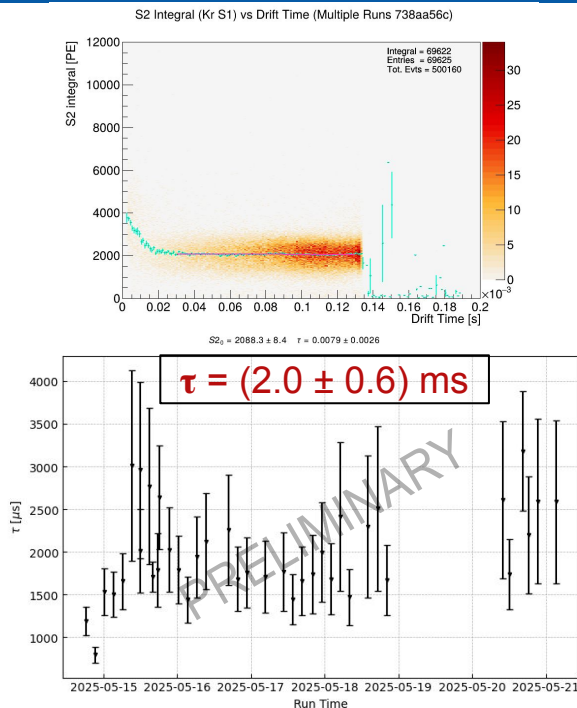 S2 Integral (Kr S1) vs Drift Time (Multiple Runs 738aa56c)
S2 integral [PE]
12000
10000
8000
6000
4000
2000
0
Integral = 69622
Entries = 69625
Tot. Evts = 500160
30
25
20
15
10
5
0
×10⁻³
0 0.02 0.04 0.06 0.08 0.1 0.12 0.14 0.16 0.18 0.2
Drift Time [s]
S2₀ = 2088.3 ± 8.4 τ = 0.0079 ± 0.0026
τ = (2.0 ± 0.6) ms
PRELIMINARY
τ [μs]
4000
3500
3000
2500
2000
1500
1000
2025-05-15 2025-05-16 2025-05-17 2025-05-18 2025-05-19 2025-05-20 2025-05-21
Run Time